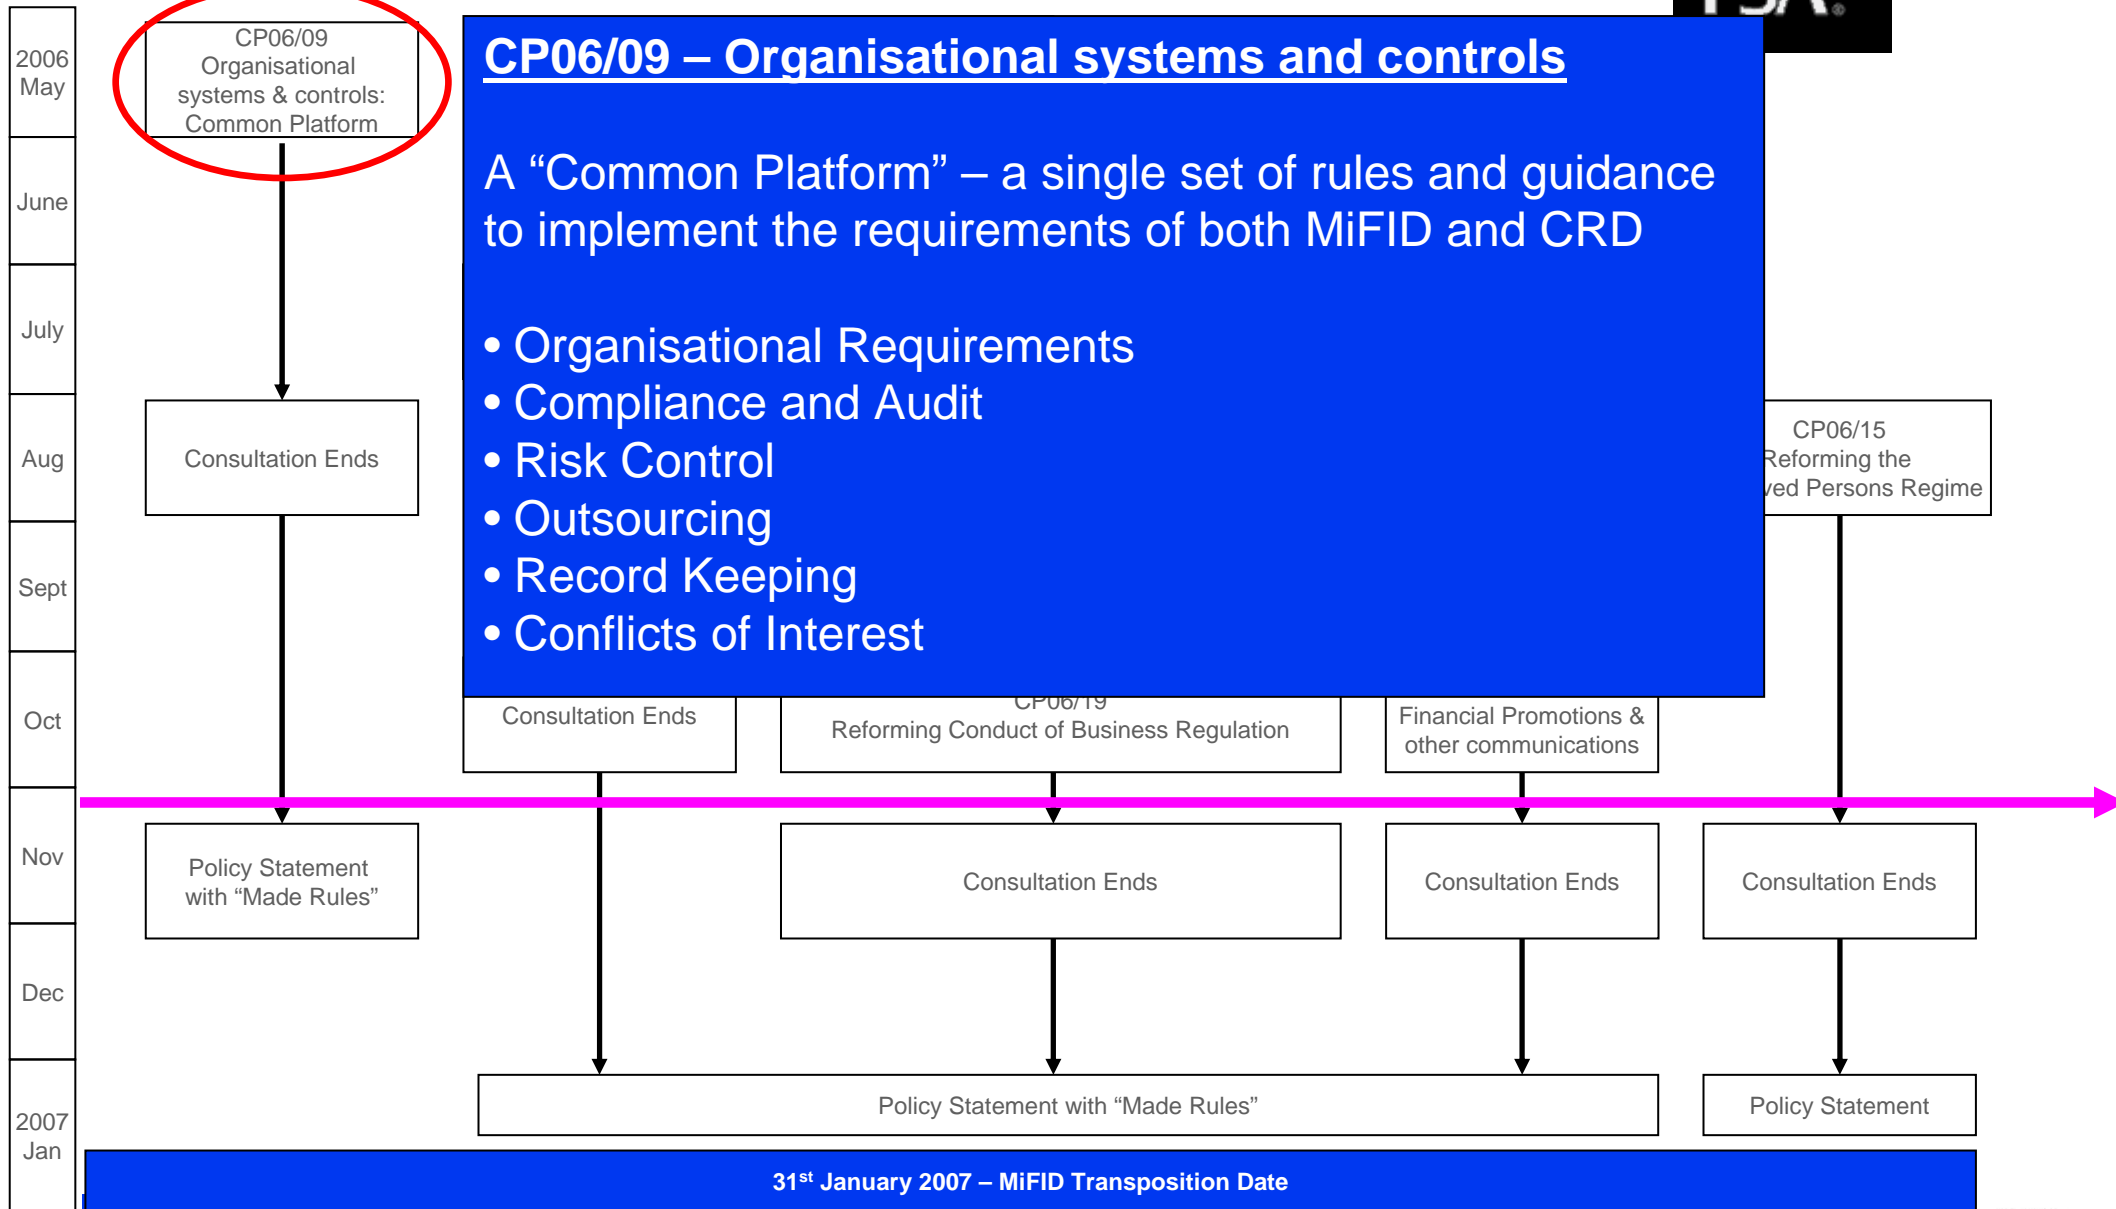 FSA
2006
May
CP06/09
Organisational
systems & controls:
Common Platform
CP06/09 – Organisational systems and controls
A “Common Platform” – a single set of rules and guidance
to implement the requirements of both MiFID and CRD
• Organisational Requirements
• Compliance and Audit
• Risk Control
• Outsourcing
• Record Keeping
• Conflicts of Interest
June
July
Aug
Consultation Ends
CP06/15
Reforming the
ved Persons Regime
Sept
Oct
Consultation Ends
CP06/19
Reforming Conduct of Business Regulation
Financial Promotions &
other communications
Nov
Policy Statement
with “Made Rules”
Consultation Ends
Consultation Ends
Consultation Ends
Dec
2007
Jan
Policy Statement with “Made Rules”
Policy Statement
31st January 2007 – MiFID Transposition Date